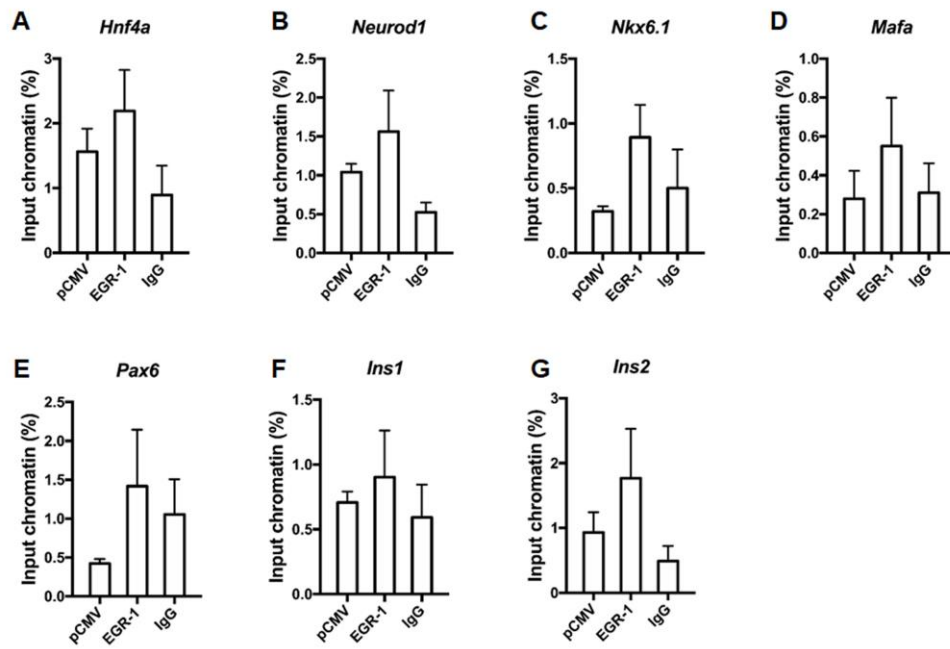 A
Hnf4a
Input chromatin (%)
3
2
1
0
pCMV
EGR-1
IgG
B
Neurod1
Input chromatin (%)
2.5
2.0
1.5
1.0
0.5
0.0
pCMV
EGR-1
IgG
C
Nkx6.1
Input chromatin (%)
1.5
1.0
0.5
0.0
pCMV
EGR-1
IgG
D
Mafa
Input chromatin (%)
1.0
0.8
0.6
0.4
0.2
0.0
pCMV
EGR-1
IgG
E
Pax6
Input chromatin (%)
2.5
2.0
1.5
1.0
0.5
0.0
pCMV
EGR-1
IgG
F
Ins1
Input chromatin (%)
1.5
1.0
0.5
0.0
pCMV
EGR-1
IgG
G
Ins2
Input chromatin (%)
3
2
1
0
pCMV
EGR-1
IgG